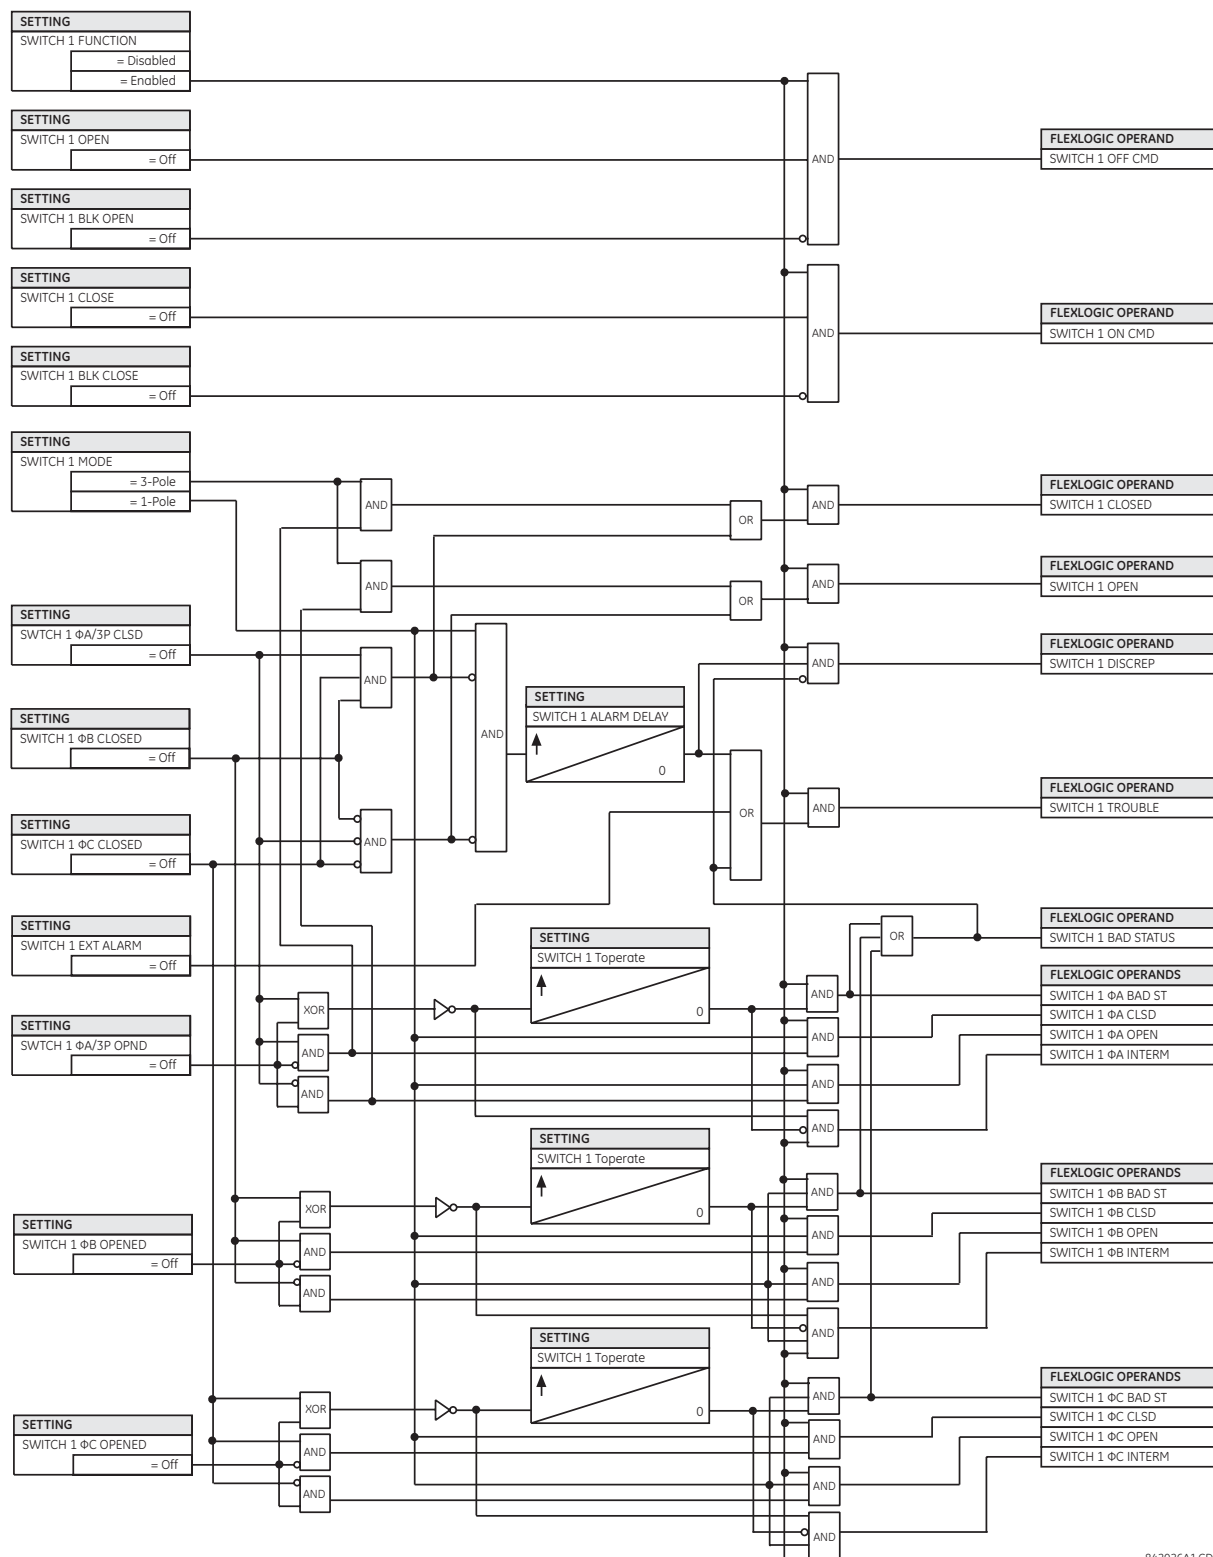 SETTING
SWITCH 1 FUNCTION
= Disabled
= Enabled
SETTING
SWITCH 1 OPEN
= Off
SETTING
SWITCH 1 BLK OPEN
= Off
SETTING
SWITCH 1 CLOSE
= Off
SETTING
SWITCH 1 BLK CLOSE
= Off
SETTING
SWITCH 1 MODE
= 3-Pole
= 1-Pole
SETTING
SWTCH 1 ΦA/3P CLSD
= Off
SETTING
SWITCH 1 ΦB CLOSED
= Off
SETTING
SWITCH 1 ΦC CLOSED
= Off
SETTING
SWITCH 1 EXT ALARM
= Off
SETTING
SWTCH 1 ΦA/3P OPND
= Off
SETTING
SWITCH 1 ΦB OPENED
= Off
SETTING
SWITCH 1 ΦC OPENED
= Off
AND
AND
AND
AND
XOR
AND
AND
XOR
AND
AND
XOR
AND
AND
AND
SETTING
SWITCH 1 ALARM DELAY
0
SETTING
SWITCH 1 Toperate
0
SETTING
SWITCH 1 Toperate
0
SETTING
SWITCH 1 Toperate
0
OR
OR
OR
AND
AND
AND
AND
AND
AND
OR
AND
AND
AND
AND
AND
AND
AND
AND
AND
AND
AND
AND
FLEXLOGIC OPERAND
SWITCH 1 OFF CMD
FLEXLOGIC OPERAND
SWITCH 1 ON CMD
FLEXLOGIC OPERAND
SWITCH 1 CLOSED
FLEXLOGIC OPERAND
SWITCH 1 OPEN
FLEXLOGIC OPERAND
SWITCH 1 DISCREP
FLEXLOGIC OPERAND
SWITCH 1 TROUBLE
FLEXLOGIC OPERAND
SWITCH 1 BAD STATUS
FLEXLOGIC OPERANDS
SWITCH 1 ΦA BAD ST
SWITCH 1 ΦA CLSD
SWITCH 1 ΦA OPEN
SWITCH 1 ΦA INTERM
FLEXLOGIC OPERANDS
SWITCH 1 ΦB BAD ST
SWITCH 1 ΦB CLSD
SWITCH 1 ΦB OPEN
SWITCH 1 ΦB INTERM
FLEXLOGIC OPERANDS
SWITCH 1 ΦC BAD ST
SWITCH 1 ΦC CLSD
SWITCH 1 ΦC OPEN
SWITCH 1 ΦC INTERM